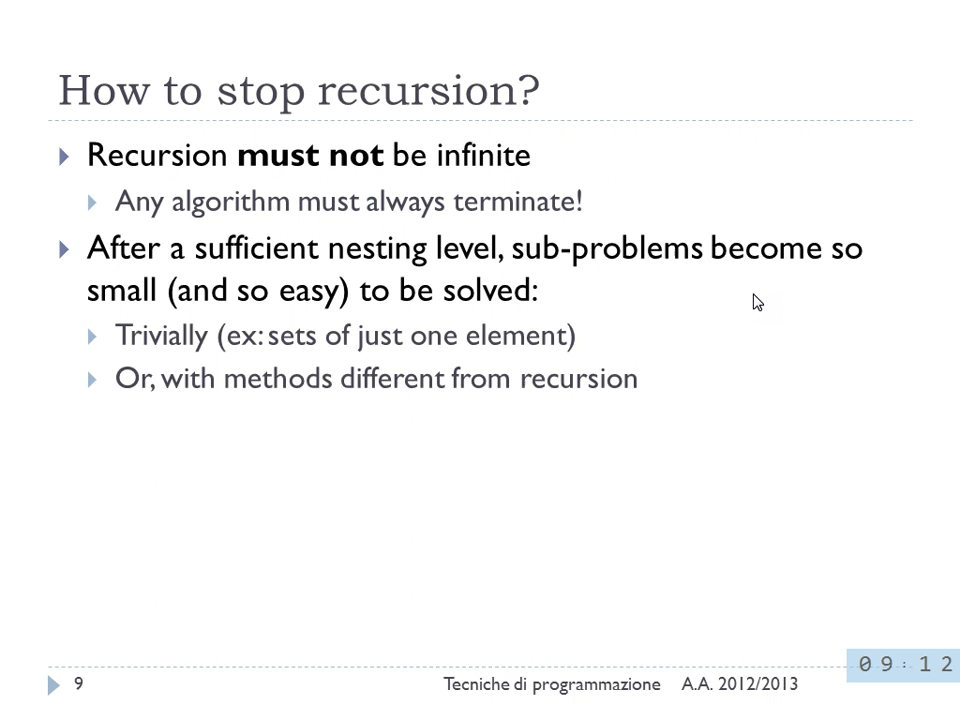 How to stop recursion?
Recursion must not be infinite
Any algorithm must always terminate!
After a sufficient nesting level, sub-problems become so
small (and so easy) to be solved:
Trivially (ex: sets of just one element)
Or, with methods different from recursion
9 Tecniche di programmazione A.A. 2012/2013
09:12